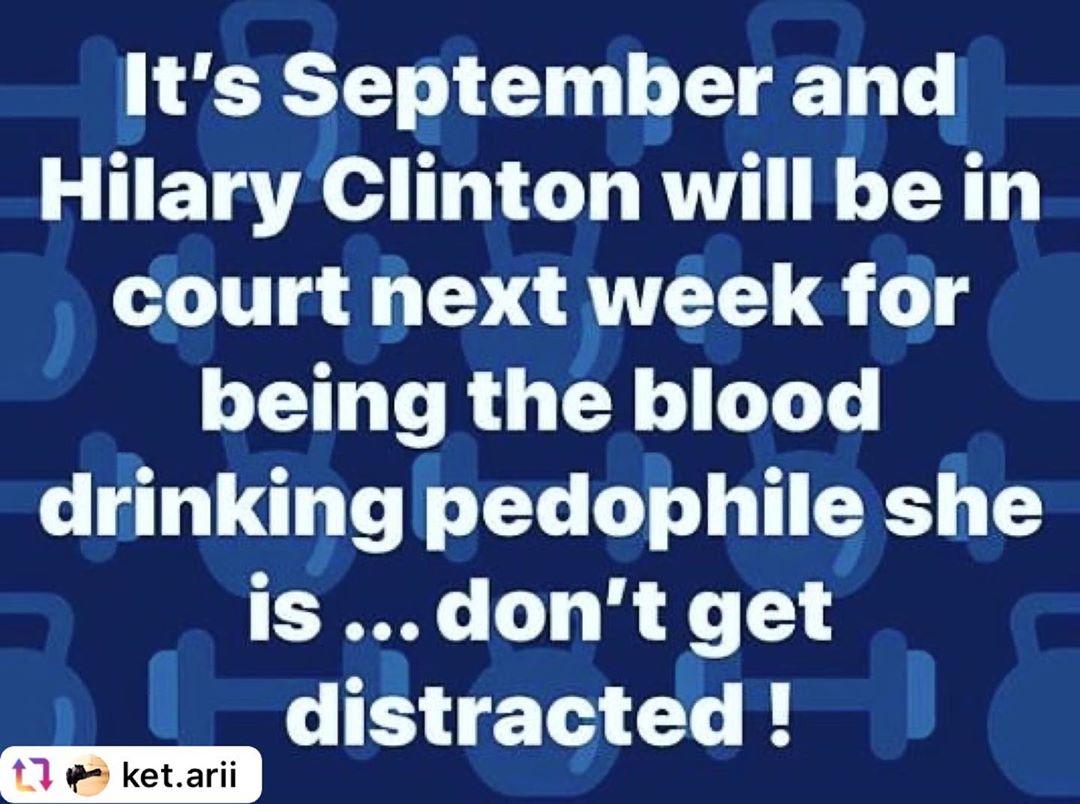 It’s September and
Hilary Clinton will be in
court next week for
being the blood
drinking pedophile she
is ... don’t get
distracted !
ket.arii